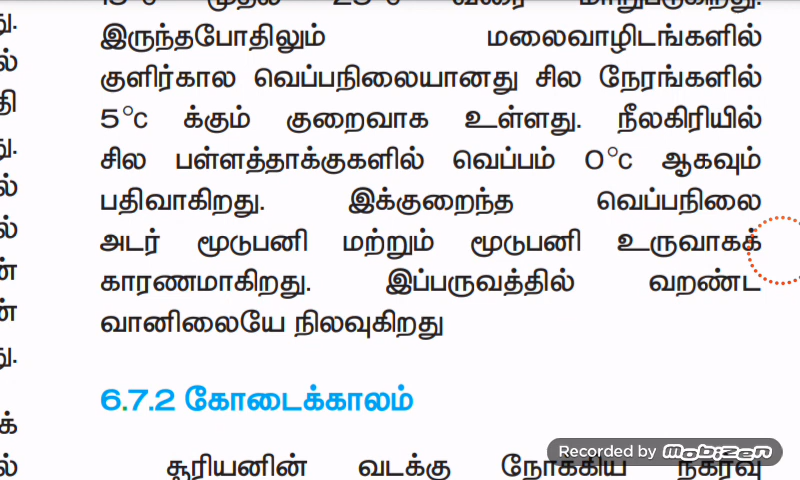 இருந்தபோதிலும் மலைவாழிடங்களில்
குளிர்கால வெப்பநிலையானது சில நேரங்களில்
5°c க்கும் குறைவாக உள்ளது. நீலகிரியில்
சில பள்ளத்தாக்குகளில் வெப்பம் 0°c ஆகவும்
பதிவாகிறது. இக்குறைந்த வெப்பநிலை
அடர் மூடுபனி மற்றும் மூடுபனி உருவாகக்
காரணமாகிறது. இப்பருவத்தில் வறண்ட
வானிலையே நிலவுகிறது
6.7.2 கோடைக்காலம்
சூரியனின் வடக்கு நோக்கிய நகர்வு
Recorded by mobizen